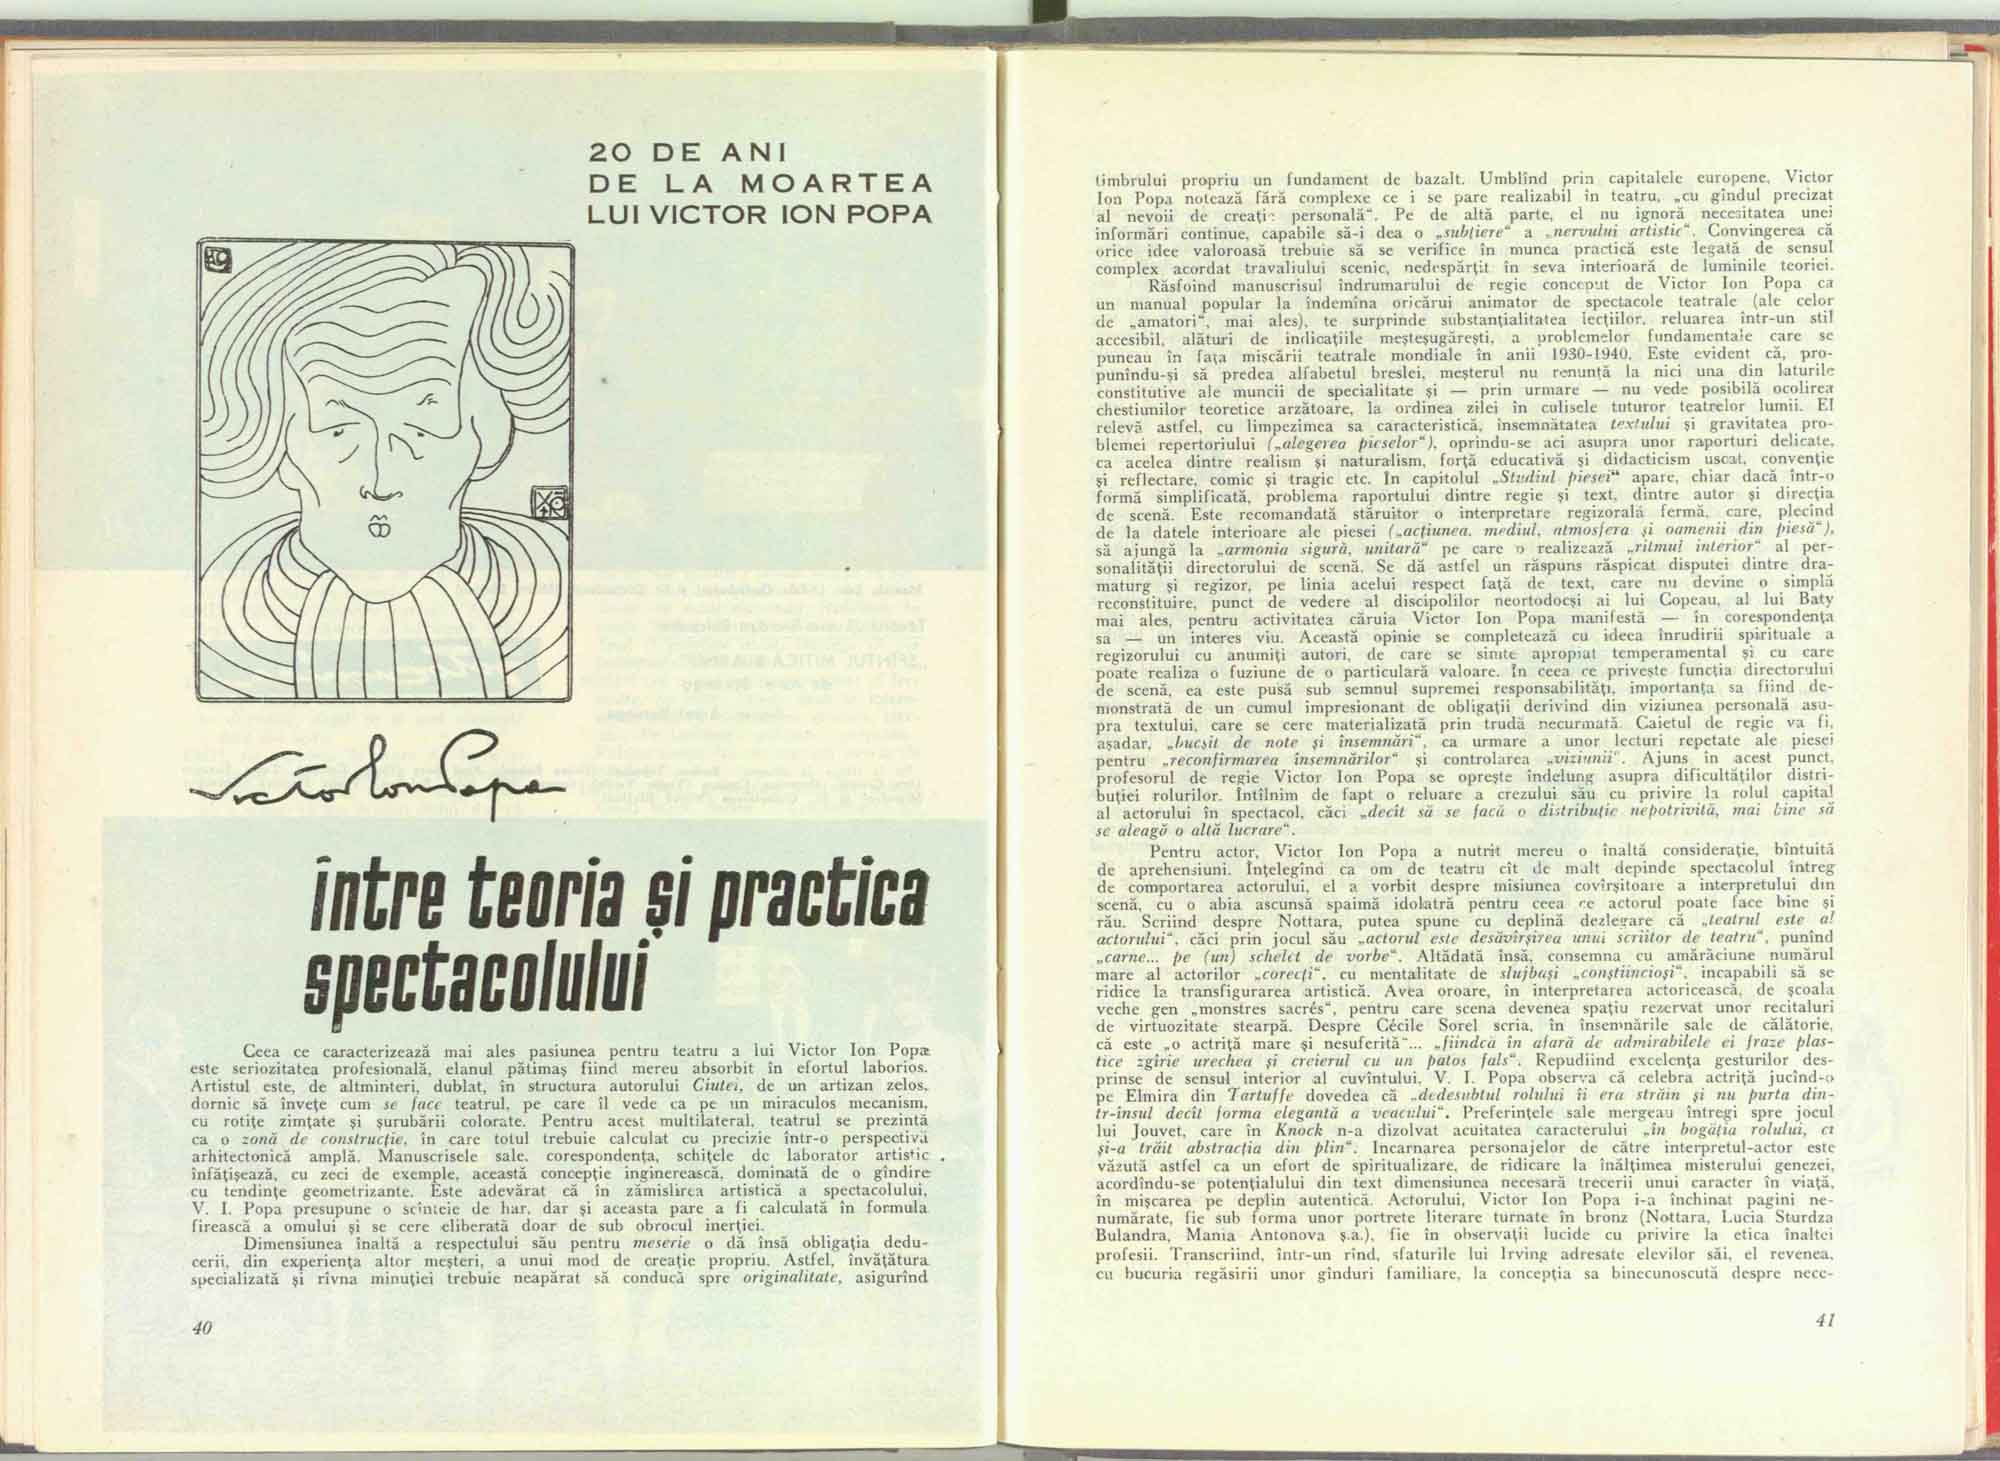 20 DE ANI
DE LA MOARTEA
LUI VICTOR ION POPA
Victor Ion Popa
între teoria și practica
spectacolului
Ceea ce caracterizează mai ales pasiunea pentru teatru a lui Victor Ion Popa
este seriozitatea profesională, elanul pătimaș fiind mereu absorbit în efortul laborios.
Artistul este, de altminteri, dublat, în structura autorului Ciutei, de un artizan zelos,
dornic să învețe cum se face teatrul, pe care îl vede ca pe un miraculos mecanism,
cu rotițe zimțate și șurubării colorate. Pentru acest multilateral, teatrul se prezintă
ca o zonă de construcție, în care totul trebuie calculat cu precizie într-o perspectivă
arhitectonică amplă. Manuscrisele sale, corespondența, schițele de laborator artistic
înfățișează, cu zeci de exemple, această concepție inginerească, dominată de o gîndire
cu tendințe geometrizante. Este adevărat că în zămislirea artistică a spectacolului,
V. I. Popa presupune o scînteie de har, dar și aceasta pare a fi calculată în formula
firească a omului și se cere eliberată doar de sub obrocul inerției.
Dimensiunea înaltă a respectului său pentru meserie o dă însă obligația dedu-
cerii, din experiența altor meșteri, a unui mod de creație propriu. Astfel, învățătura
specializată și rîvna minuției trebuie neapărat să conducă spre originalitate, asigurînd
40
timbrului propriu un fundament de bazalt. Umblînd prin capitalele europene, Victor
Ion Popa notează fără complexe ce i se pare realizabil în teatru, „cu gîndul precizat
al nevoii de creație personală“. Pe de altă parte, el nu ignoră necesitatea unei
informări continue, capabile să-i dea o „subțiere“ a „nervului artistic“. Convingerea că
orice idee valoroasă trebuie să se verifice în munca practică este legată de sensul
complex acordat travaliului scenic, nedespărțit în seva interioară de luminile teoriei.
Răsfoind manuscrisul îndrumarului de regie conceput de Victor Ion Popa ca
un manual popular la îndemîna oricărui animator de spectacole teatrale (ale celor
de „amatori“, mai ales), te surprinde substanțialitatea lecțiilor, reluarea într-un stil
accesibil, alături de indicațiile meșteșugărești, a problemelor fundamentale care se
puneau în fața mișcării teatrale mondiale în anii 1930-1940. Este evident că, pro-
punîndu-și să predea alfabetul breslei, meșterul nu renunță la nici una din laturile
constitutive ale muncii de specialitate și — prin urmare — nu vede posibilă ocolirea
chestiunilor teoretice arzătoare, la ordinea zilei în culisele tuturor teatrelor lumii. El
relevă astfel, cu limpezimea sa caracteristică, însemnătatea textului și gravitatea pro-
blemei repertoriului („alegerea pieselor“), oprindu-se aci asupra unor raporturi delicate,
ca acelea dintre realism și naturalism, forță educativă și didacticism uscat, convenție
și reflectare, comic și tragic etc. În capitolul „Studiul piesei“ apare, chiar dacă într-o
formă simplificată, problema raportului dintre regie și text, dintre autor și direcția
de scenă. Este recomandată stăruitor o interpretare regizorală fermă, care, plecînd
de la datele interioare ale piesei („acțiunea, mediul, atmosfera și oamenii din piesă“),
să ajungă la „armonia sigură, unitară“ pe care o realizează „ritmul interior“ al per-
sonalității directorului de scenă. Se dă astfel un răspuns răspicat disputei dintre dra-
maturg și regizor, pe linia acelui respect față de text, care nu devine o simplă
reconstituire, punct de vedere al discipolilor neortodocși ai lui Copeau, al lui Baty
mai ales, pentru activitatea căruia Victor Ion Popa manifestă — în corespondența
sa — un interes viu. Această opinie se completează cu ideea înrudirii spirituale a
regizorului cu anumiți autori, de care se simte apropiat temperamental și cu care
poate realiza o fuziune de o particulară valoare. În ceea ce privește funcția directorului
de scenă, ea este pusă sub semnul supremei responsabilități, importanța sa fiind de-
monstrată de un cumul impresionant de obligații derivind din viziunea personală asu-
pra textului, care se cere materializată prin trudă necurmată. Caietul de regie va fi,
așadar, „bucșit de note și însemnări“, ca urmare a unor lecturi repetate ale piesei
pentru „reconfirmarea însemnărilor“ și controlarea „viziunii“. Ajuns în acest punct,
profesorul de regie Victor Ion Popa se oprește îndelung asupra dificultăților distri-
buției rolurilor. Întîlnim de fapt o reluare a crezului său cu privire la rolul capital
al actorului în spectacol, căci „decît să se facă o distribuție nepotrivită, mai bine să
se aleagă o altă lucrare“.
Pentru actor, Victor Ion Popa a nutrit mereu o înaltă considerație, bîntuită
de aprehensiuni. Înțelegînd ca om de teatru cît de mult depinde spectacolul întreg
de comportarea actorului, el a vorbit despre misiunea covîrșitoare a interpretului din
scenă, cu o abia ascunsă spaimă idolatră pentru ceea ce actorul poate face bine și
rău. Scriind despre Nottara, putea spune cu deplină dezlegare că „teatrul este al
actorului“, căci prin jocul său „actorul este desăvîrșirea unui scriitor de teatru“, punînd
„carne... pe (un) schelet de vorbe“. Altădată însă, consemna cu amărăciune numărul
mare al actorilor „corecți“, cu mentalitate de slujbași „conștiincioși“, incapabili să se
ridice la transfigurarea artistică. Avea oroare, în interpretarea actoricească, de școala
veche gen „monstres sacrés“, pentru care scena devenea spațiu rezervat unor recitaluri
de virtuozitate stearpă. Despre Cécile Sorel scria, în însemnările sale de călătorie,
că este „o actriță mare și nesuferită“... „fiindcă în afară de admirabilele ei fraze plas-
tice zgîrie urechea și creierul cu un patos fals“. Repudiind excelența gesturilor des-
prinse de sensul interior al cuvîntului, V. I. Popa observa că celebra actriță jucînd-o
pe Elmira din Tartuffe dovedea că „dedesubtul rolului îi era străin și nu purta din-
tr-însul decît forma elegantă a veacului“. Preferințele sale mergeau întregi spre jocul
lui Jouvet, care în Knock n-a dizolvat acuitatea caracterului „în bogăția rolului, ci
și-a trăit abstracția din plin“. Incarnarea personajelor de către interpretul-actor este
văzută astfel ca un efort de spiritualizare, de ridicare la înălțimea misterului genezei,
acordîndu-se potențialului din text dimensiunea necesară trecerii unui caracter în viață,
în mișcarea pe deplin autentică. Actorului, Victor Ion Popa i-a închinat pagini ne-
numărate, fie sub forma unor portrete literare turnate în bronz (Nottara, Lucia Sturdza
Bulandra, Mania Antonova ș.a.), fie în observații lucide cu privire la etica înaltei
profesii. Transcriind, într-un rînd, sfaturile lui Irving adresate elevilor săi, el revenea,
cu bucuria regăsirii unor gînduri familiare, la concepția sa binecunoscută despre nece-
41